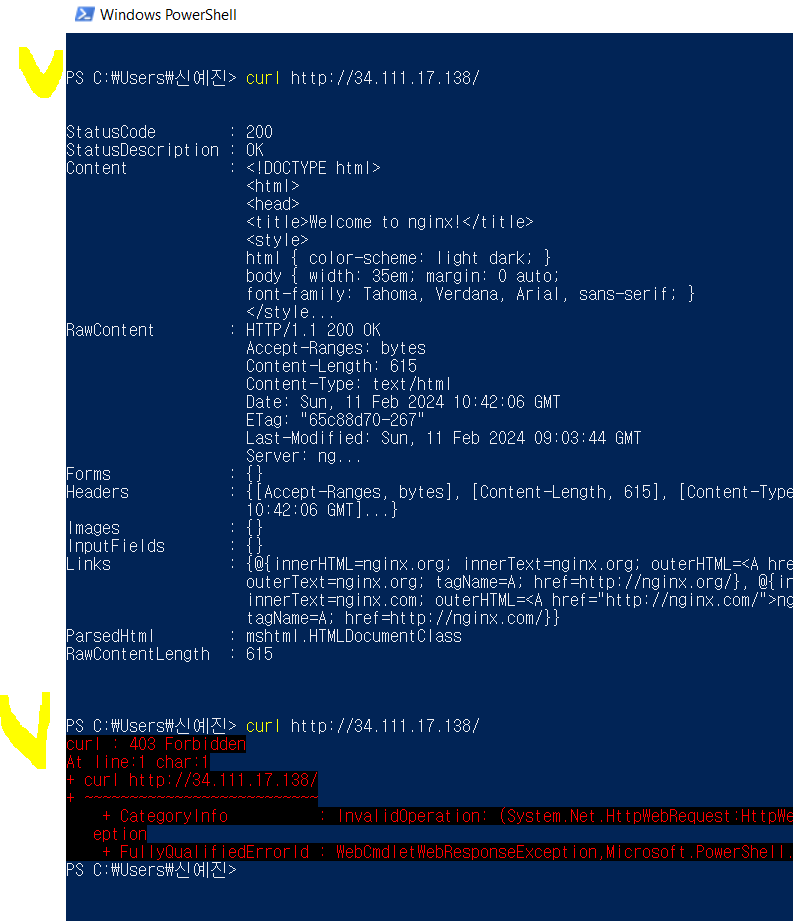 Windows PowerShell
PS C:₩Users₩신예진> curl http://34.111.17.138/
StatusCode : 200
StatusDescription : OK
Content : <!DOCTYPE html>
<html>
<head>
<title>Welcome to nginx!</title>
<style>
html { color-scheme: light dark; }
body { width: 35em; margin: 0 auto;
font-family: Tahoma, Verdana, Arial, sans-serif; }
</style...
RawContent : HTTP/1.1 200 OK
Accept-Ranges: bytes
Content-Length: 615
Content-Type: text/html
Date: Sun, 11 Feb 2024 10:42:06 GMT
ETag: "65c88d70-267"
Last-Modified: Sun, 11 Feb 2024 09:03:44 GMT
Server: ng...
Forms : {}
Headers : {[Accept-Ranges, bytes], [Content-Length, 615], [Content-Type
10:42:06 GMT]...}
Images : {}
InputFields : {}
Links : {@{innerHTML=nginx.org; innerText=nginx.org; outerHTML=<A hre
outerText=nginx.org; tagName=A; href=http://nginx.org/}, @{in
innerText=nginx.com; outerHTML=<A href="http://nginx.com/">ng
tagName=A; href=http://nginx.com/}}
ParsedHtml : mshtml.HTMLDocumentClass
RawContentLength : 615
PS C:₩Users₩신예진> curl http://34.111.17.138/
curl : 403 Forbidden
At line:1 char:1
+ curl http://34.111.17.138/
+ ~~~~~~~~~~~~~~~~~~~~~~~~~~
+ CategoryInfo : InvalidOperation: (System.Net.HttpWebRequest:HttpWe
eption
+ FullyQualifiedErrorId : WebCmdletWebResponseException,Microsoft.PowerShell.
PS C:₩Users₩신예진>